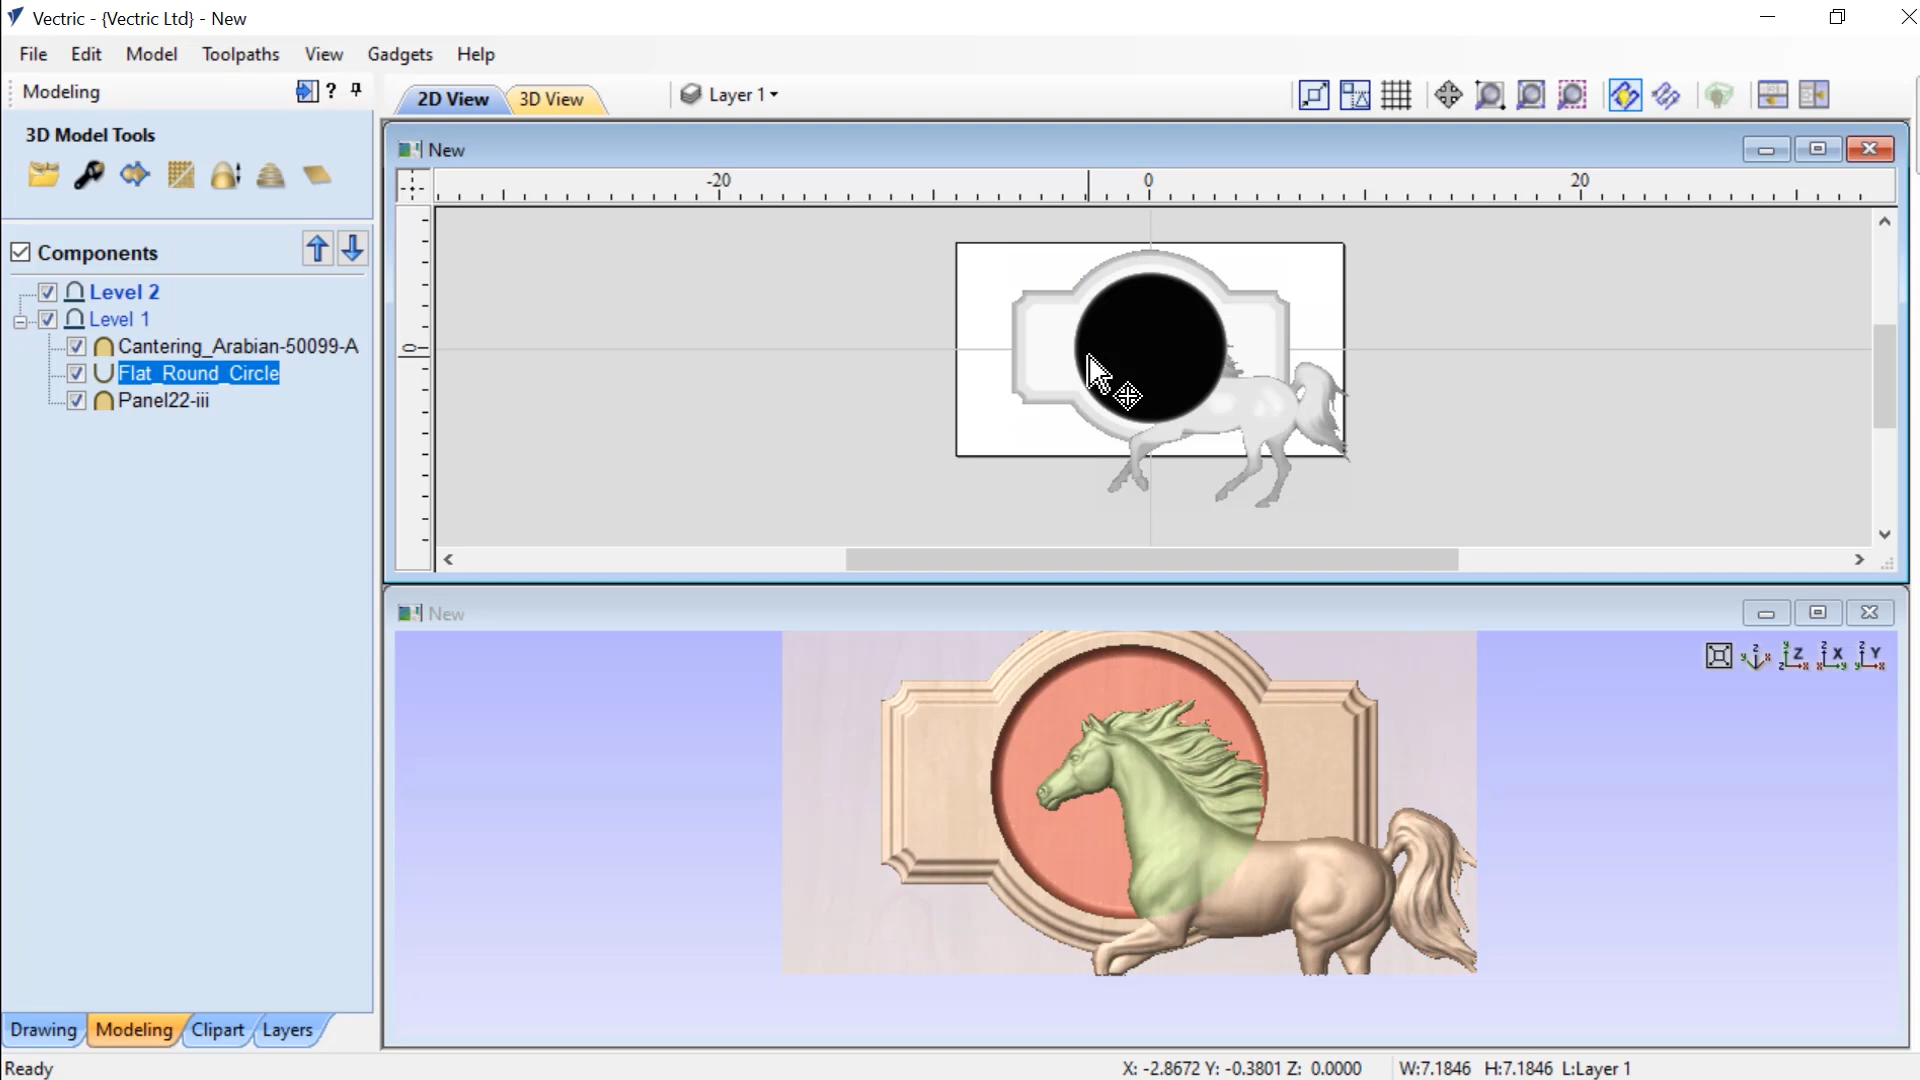 Vectric - {Vectric Ltd} - New
File Edit Model Toolpaths View Gadgets Help
Modeling ?
2D View 3D View Layer 1
3D Model Tools
New
-20 0 20
0
Components
Level 2
Level 1
Cantering_Arabian-50099-A
Flat_Round_Circle
Panel22-iii
New
Drawing Modeling Clipart Layers
Ready
X: -2.8672 Y: -0.3801 Z: 0.0000 W:7.1846 H:7.1846 L:Layer 1